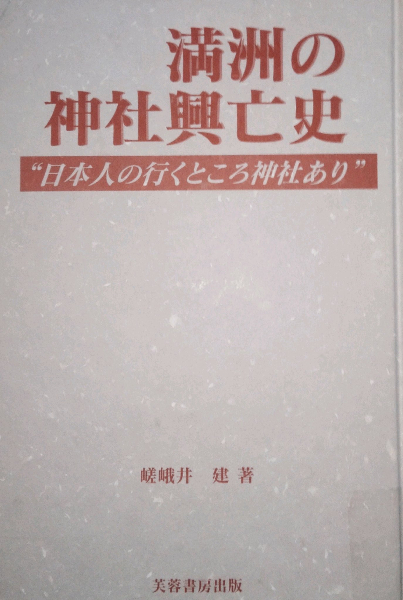 満洲の
神社興亡史
“日本人の行くところ神社あり”
嵯峨井 建 著
芙蓉書房出版